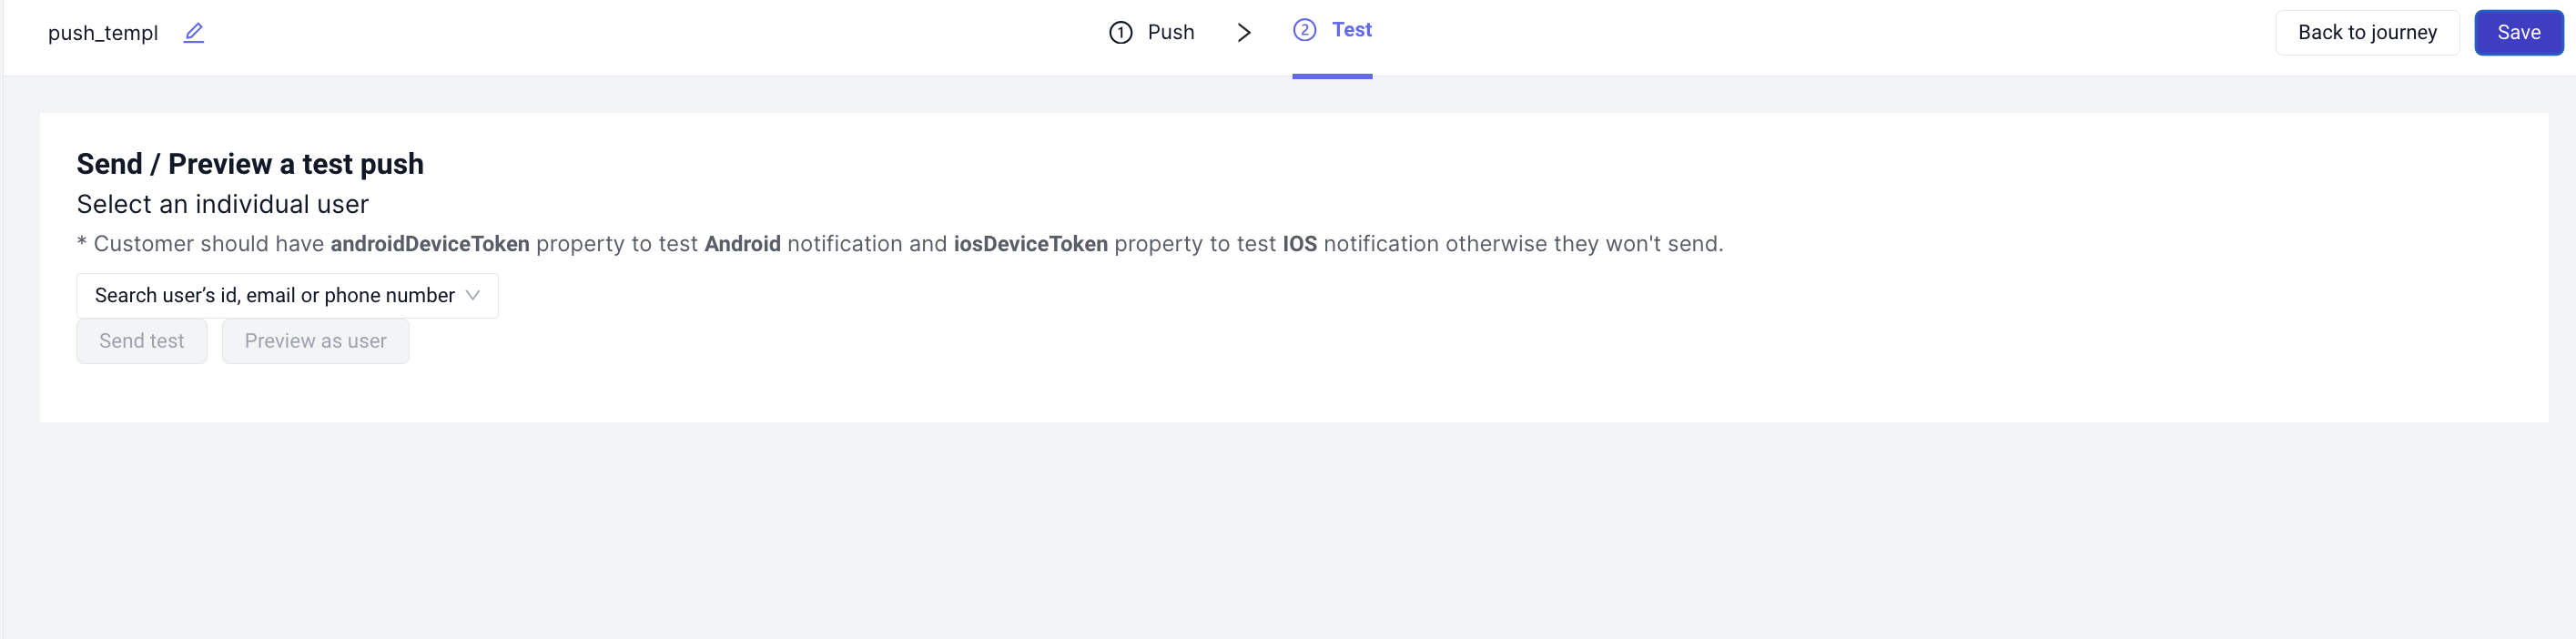 push_templ
1 Push
2 Test
Back to journey
Save
Send / Preview a test push
Select an individual user
* Customer should have androidDeviceToken property to test Android notification and iosDeviceToken property to test IOS notification otherwise they won't send.
Search user’s id, email or phone number
Send test
Preview as user